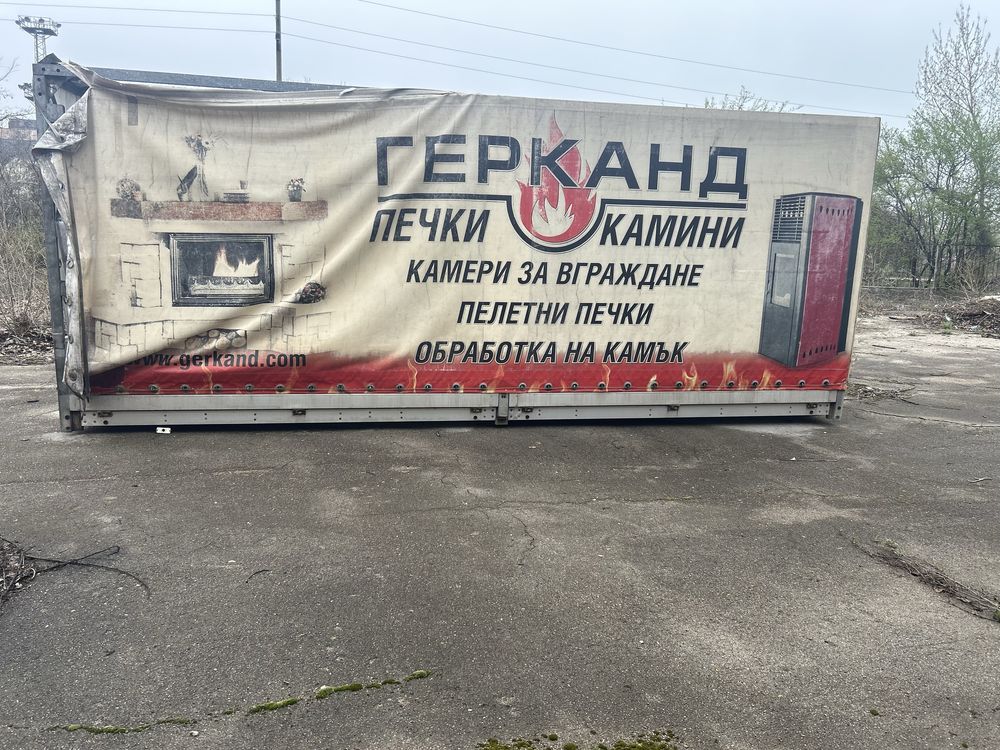 ГЕРКАНД
ПЕЧКИ КАМИНИ
КАМЕРИ ЗА ВГРАЖДАНЕ
ПЕЛЕТНИ ПЕЧКИ
ОБРАБОТКА НА КАМЪК
www.gerkand.com